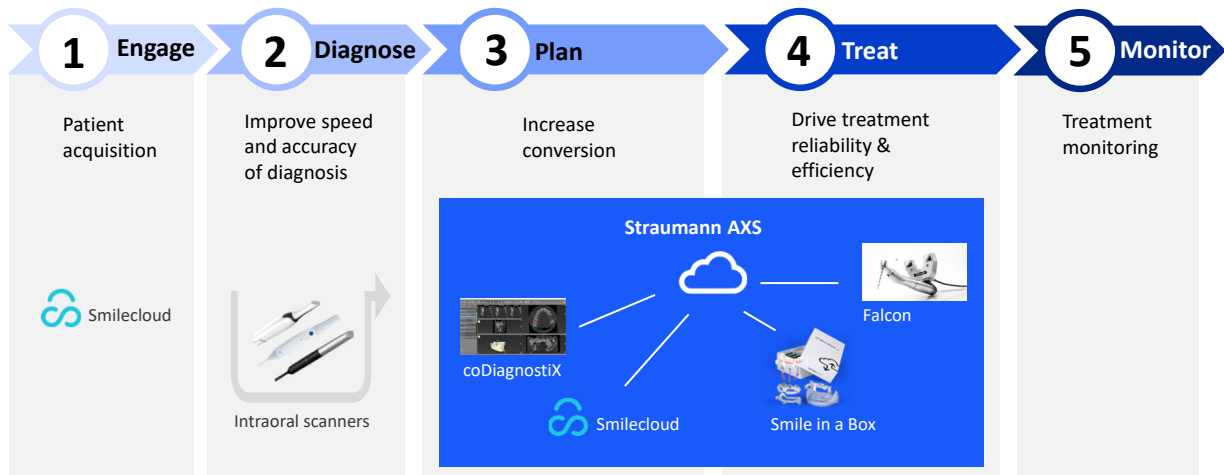 1 Engage
2 Diagnose
3 Plan
4 Treat
5 Monitor
Patient
acquisition
Improve speed
and accuracy
of diagnosis
Increase
conversion
Drive treatment
reliability &
efficiency
Treatment
monitoring
Smilecloud
Intraoral scanners
Straumann AXS
coDiagnostiX
Smilecloud
Falcon
Smile in a Box